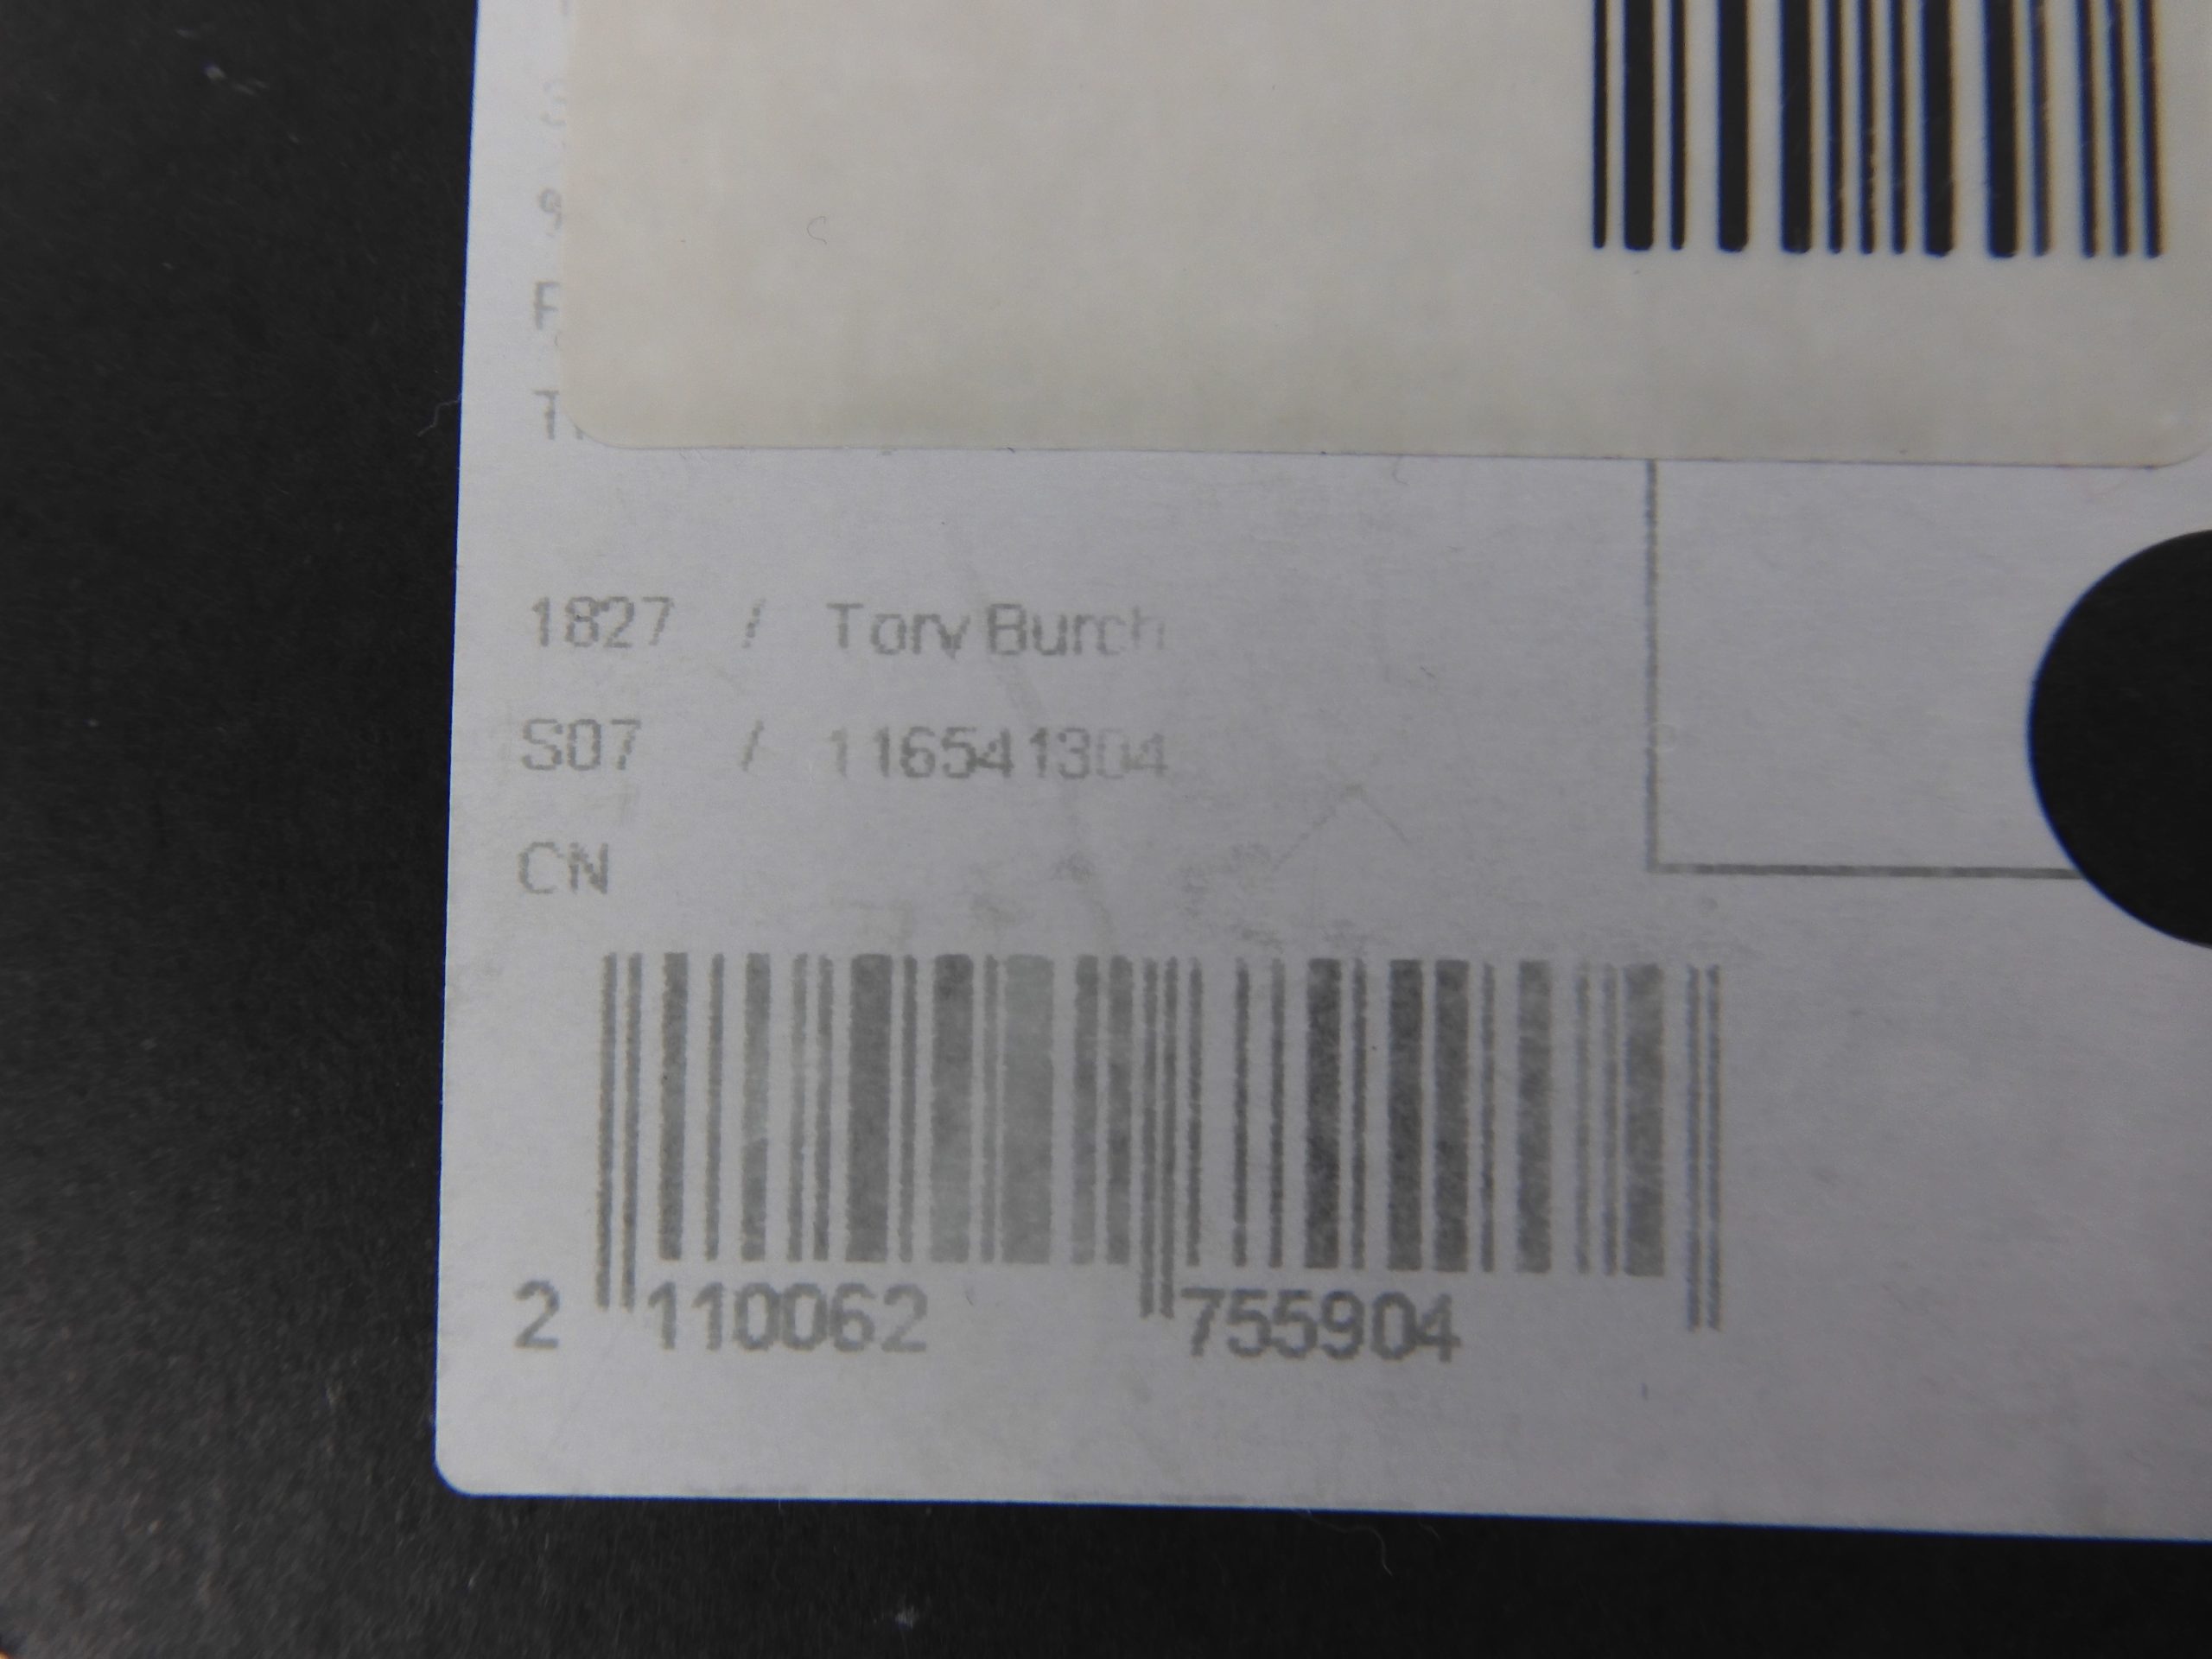 1827 / Tory Burch
S07 / 116541304
CN
2 110062 755904